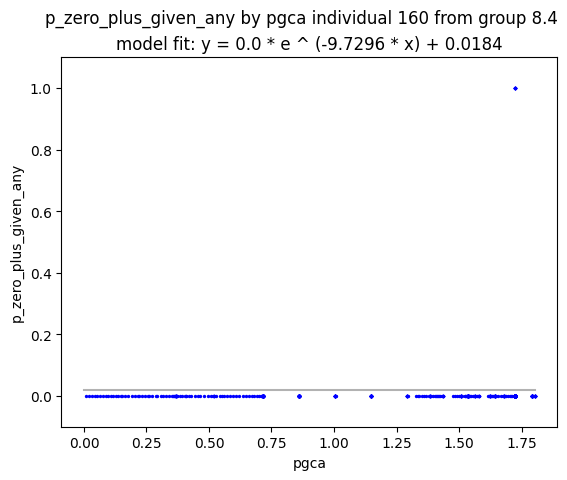 p_zero_plus_given_any by pgca individual 160 from group 8.4
model fit: y = 0.0 * e ^ (-9.7296 * x) + 0.0184
1.0
0.8
0.6
0.4
0.2
0.0
p_zero_plus_given_any
0.00 0.25 0.50 0.75 1.00 1.25 1.50 1.75
pgca